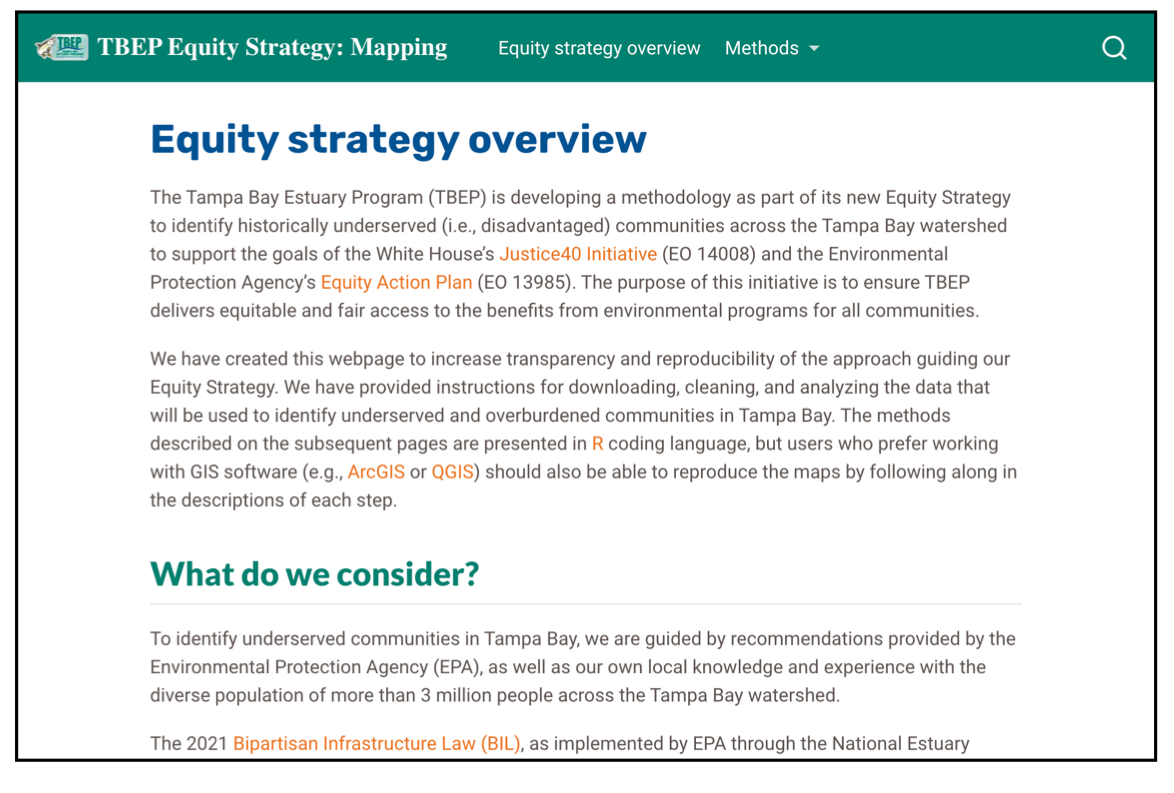 TBEP
TBEP Equity Strategy: Mapping
Equity strategy overview
Methods
Equity strategy overview
The Tampa Bay Estuary Program (TBEP) is developing a methodology as part of its new Equity Strategy
to identify historically underserved (i.e., disadvantaged) communities across the Tampa Bay watershed
to support the goals of the White House’s Justice40 Initiative (EO 14008) and the Environmental
Protection Agency’s Equity Action Plan (EO 13985). The purpose of this initiative is to ensure TBEP
delivers equitable and fair access to the benefits from environmental programs for all communities.
We have created this webpage to increase transparency and reproducibility of the approach guiding our
Equity Strategy. We have provided instructions for downloading, cleaning, and analyzing the data that
will be used to identify underserved and overburdened communities in Tampa Bay. The methods
described on the subsequent pages are presented in R coding language, but users who prefer working
with GIS software (e.g., ArcGIS or QGIS) should also be able to reproduce the maps by following along in
the descriptions of each step.
What do we consider?
To identify underserved communities in Tampa Bay, we are guided by recommendations provided by the
Environmental Protection Agency (EPA), as well as our own local knowledge and experience with the
diverse population of more than 3 million people across the Tampa Bay watershed.
The 2021 Bipartisan Infrastructure Law (BIL), as implemented by EPA through the National Estuary